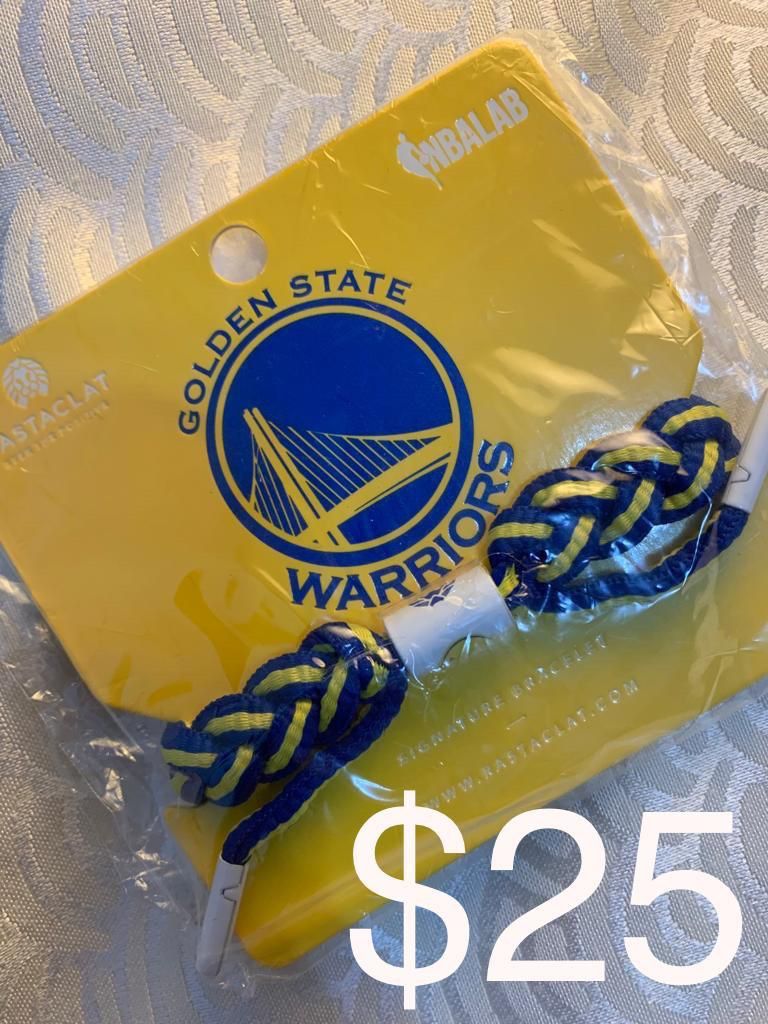 NBALAB
GOLDEN STATE
WARRIORS
RASTACLAT
SIGNATURE BRACELET
—
WWW.RASTACLAT.COM
$25